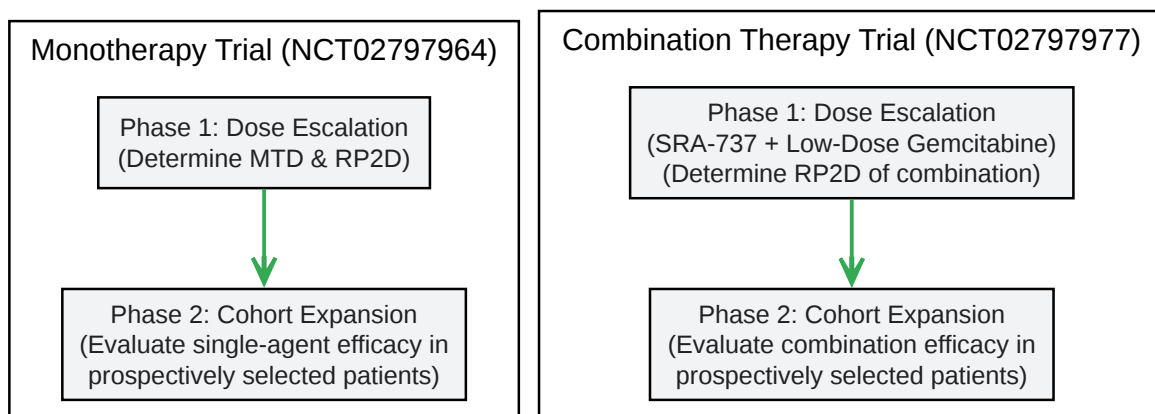 Monotherapy Trial (NCT02797964)
Phase 1: Dose Escalation
(Determine MTD & RP2D)
Phase 2: Cohort Expansion
(Evaluate single-agent efficacy in
prospectively selected patients)
Combination Therapy Trial (NCT02797977)
Phase 1: Dose Escalation
(SRA-737 + Low-Dose Gemcitabine)
(Determine RP2D of combination)
Phase 2: Cohort Expansion
(Evaluate combination efficacy in
prospectively selected patients)